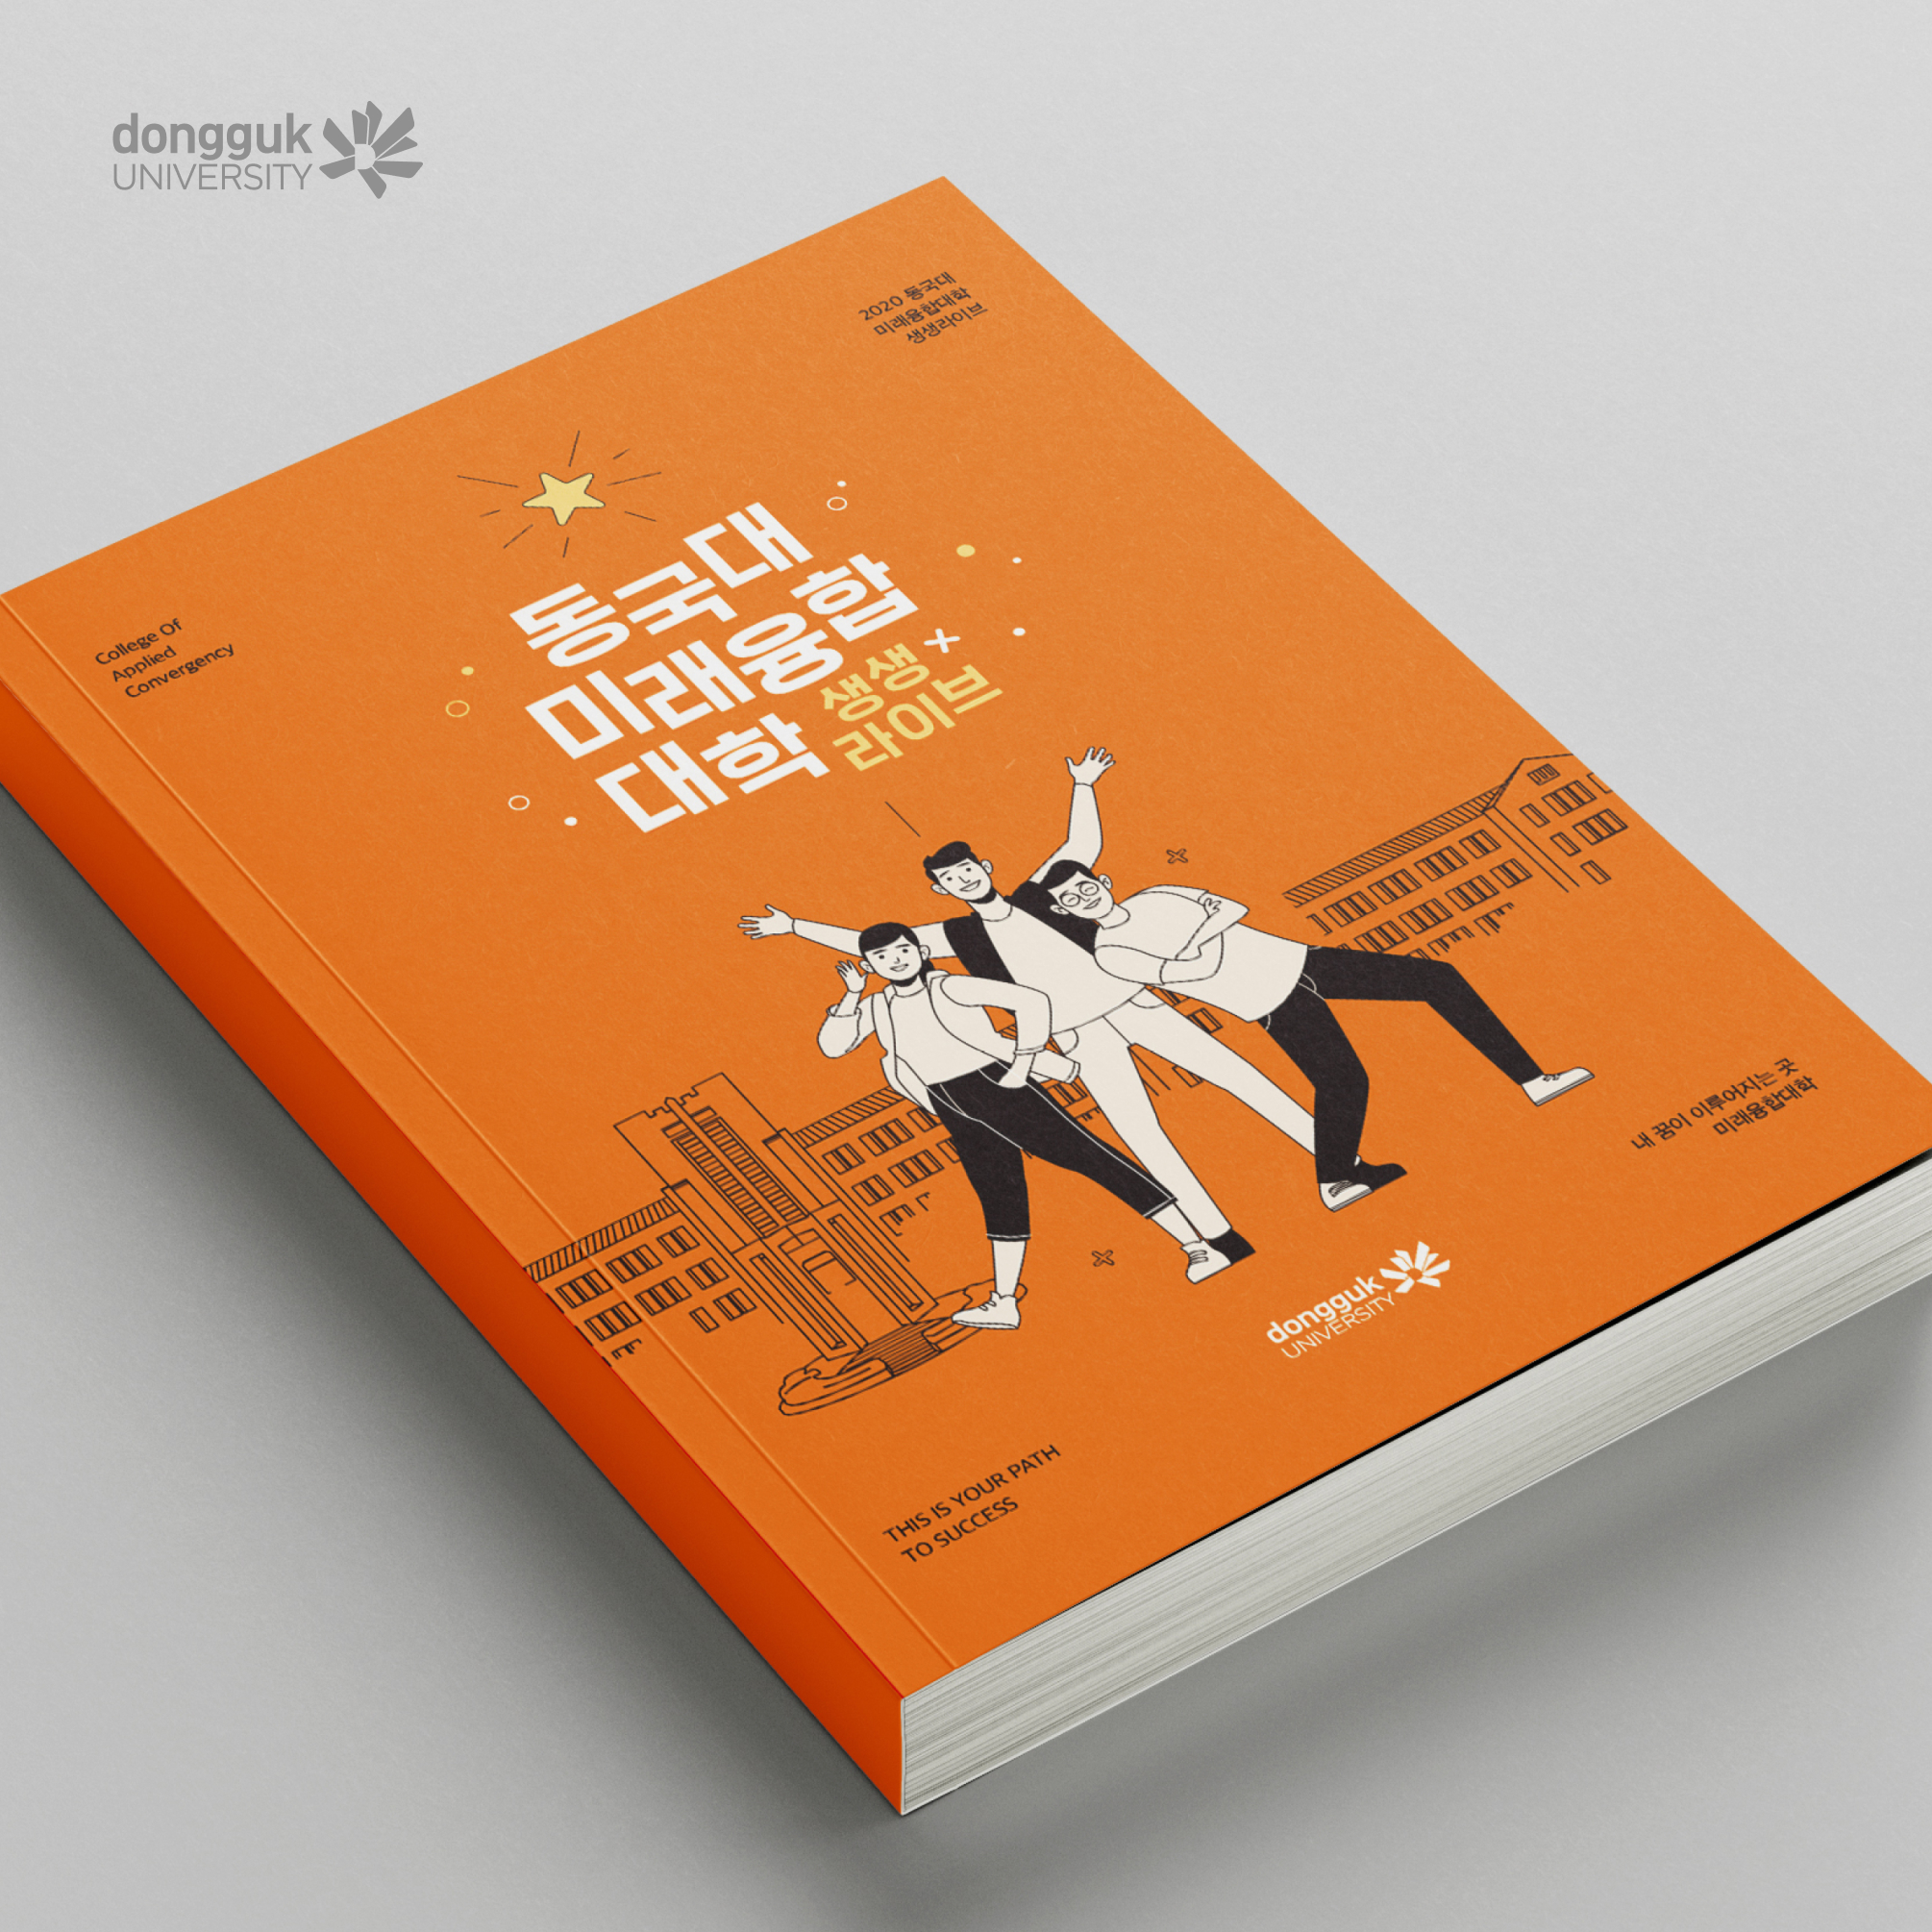 dongguk
UNIVERSITY
2020 동국대
미래융합대학
생생라이브
College Of
Applied
Convergency
동국대
미래융합
대학
생생
라이브
내 꿈이 이루어지는 곳
미래융합대학
dongguk
UNIVERSITY
THIS IS YOUR PATH
TO SUCCESS